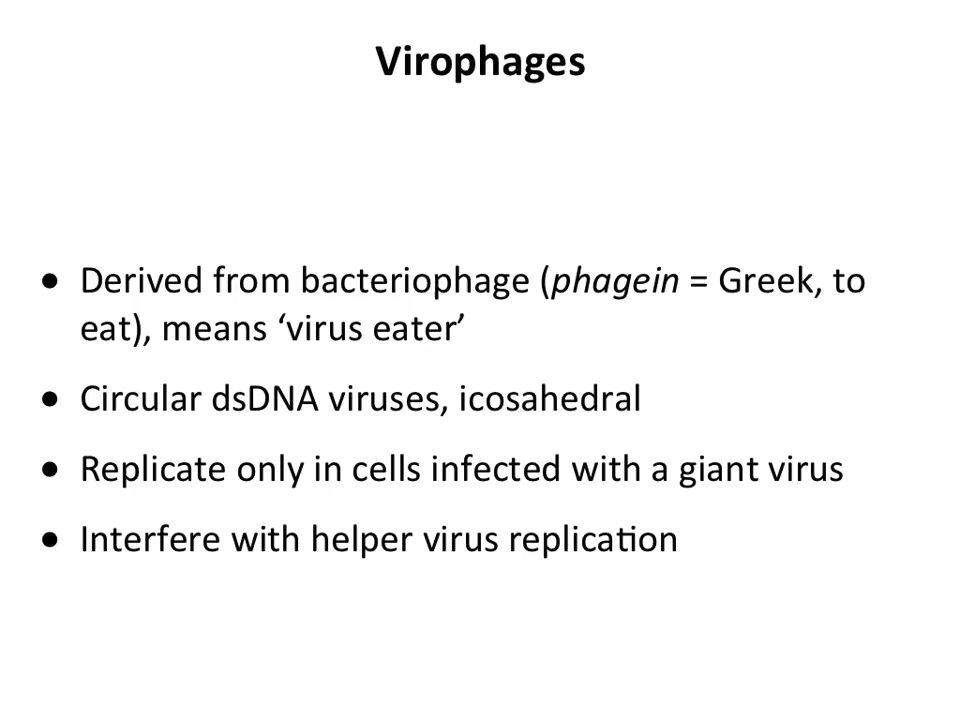 Virophages
• Derived from bacteriophage (phagein = Greek, to
eat), means ‘virus eater’
• Circular dsDNA viruses, icosahedral
• Replicate only in cells infected with a giant virus
• Interfere with helper virus replication